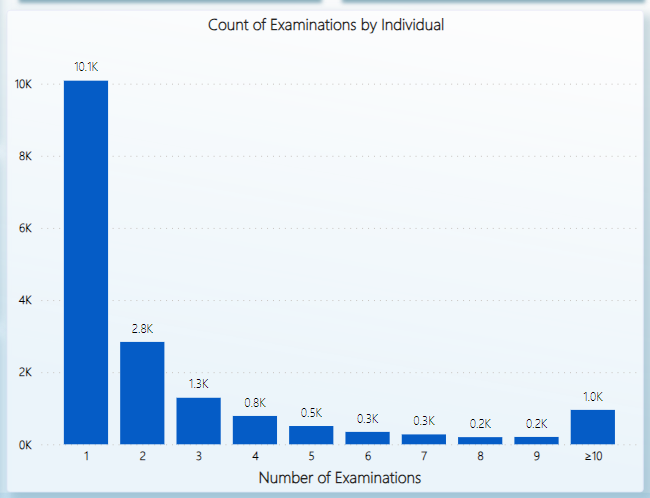 Count of Examinations by Individual
10.1K
10K
8K
6K
4K
2.8K
2K
1.3K
0.8K
0.5K
0.3K
0.3K
0.2K
0.2K
1.0K
0K
1 2 3 4 5 6 7 8 9 ≥10
Number of Examinations